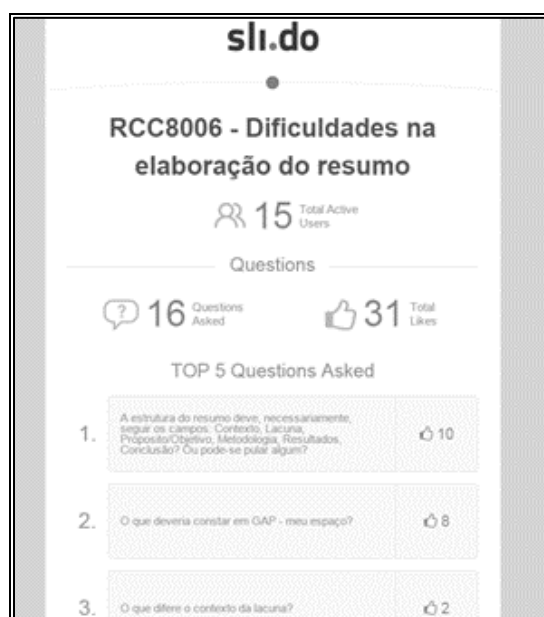 slı.do
RCC8006 - Dificuldades na
elaboração do resumo
15 Total Active
Users
Questions
16 Questions
Asked
31 Total
Likes
TOP 5 Questions Asked
1.
A estrutura do resumo deve, necessariamente,
seguir os campos: Contexto, Lacuna,
Propósito/Objetivo, Metodologia, Resultados,
Conclusão? Ou pode-se pular algum?
10
2. O que deveria constar em GAP - meu espaço? 8
3. O que difere o contexto da lacuna? 2